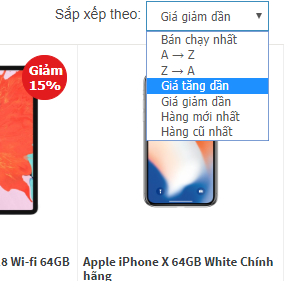 Sắp xếp theo: Giá giảm dần
Bán chạy nhất
A → Z
Z → A
Giá tăng dần
Giá giảm dần
Hàng mới nhất
Hàng cũ nhất
Giảm
15%
8 Wi-fi 64GB
Apple iPhone X 64GB White Chính
hãng